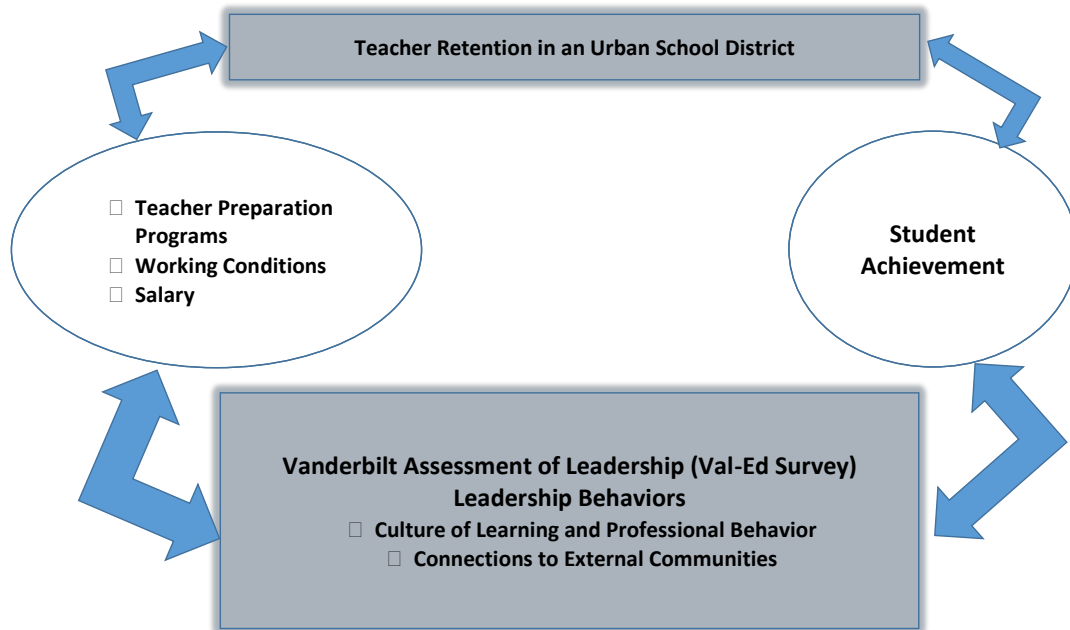 Teacher Retention in an Urban School District
☐ Teacher Preparation
Programs
☐ Working Conditions
☐ Salary
Student
Achievement
Vanderbilt Assessment of Leadership (Val-Ed Survey)
Leadership Behaviors
☐ Culture of Learning and Professional Behavior
☐ Connections to External Communities